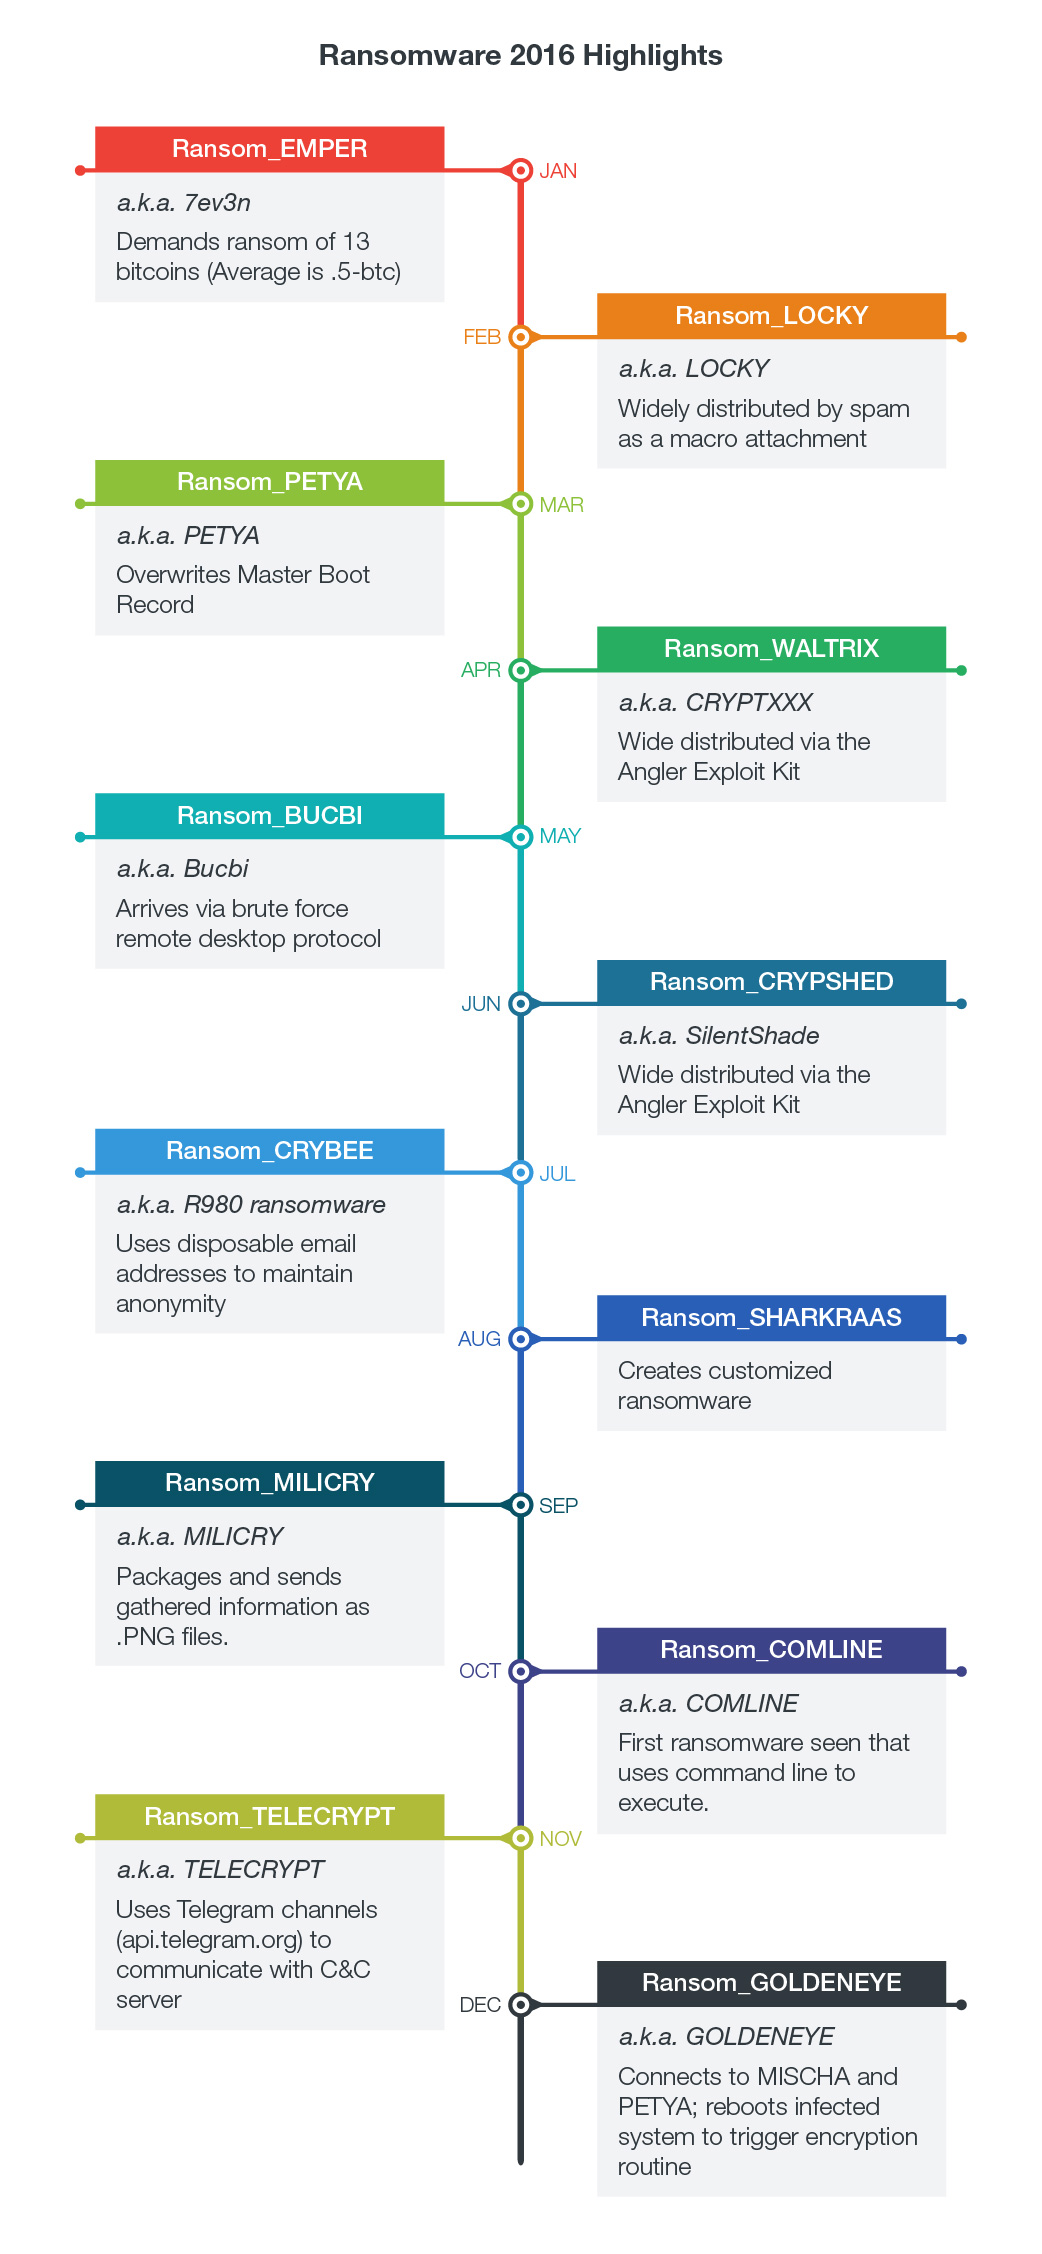 Ransomware 2016 Highlights
Ransom_EMPER
JAN
a.k.a. 7ev3n
Demands ransom of 13
bitcoins (Average is .5-btc)
FEB
Ransom_LOCKY
a.k.a. LOCKY
Widely distributed by spam
as a macro attachment
Ransom_PETYA
MAR
a.k.a. PETYA
Overwrites Master Boot
Record
APR
Ransom_WALTRIX
a.k.a. CRYPTXXX
Wide distributed via the
Angler Exploit Kit
Ransom_BUCBI
MAY
a.k.a. Bucbi
Arrives via brute force
remote desktop protocol
JUN
Ransom_CRYPSHED
a.k.a. SilentShade
Wide distributed via the
Angler Exploit Kit
Ransom_CRYBEE
JUL
a.k.a. R980 ransomware
Uses disposable email
addresses to maintain
anonymity
AUG
Ransom_SHARKRAAS
Creates customized
ransomware
Ransom_MILICRY
SEP
a.k.a. MILICRY
Packages and sends
gathered information as
.PNG files.
OCT
Ransom_COMLINE
a.k.a. COMLINE
First ransomware seen that
uses command line to
execute.
Ransom_TELECRYPT
NOV
a.k.a. TELECRYPT
Uses Telegram channels
(api.telegram.org) to
communicate with C&C
server
DEC
Ransom_GOLDENEYE
a.k.a. GOLDENEYE
Connects to MISCHA and
PETYA; reboots infected
system to trigger encryption
routine